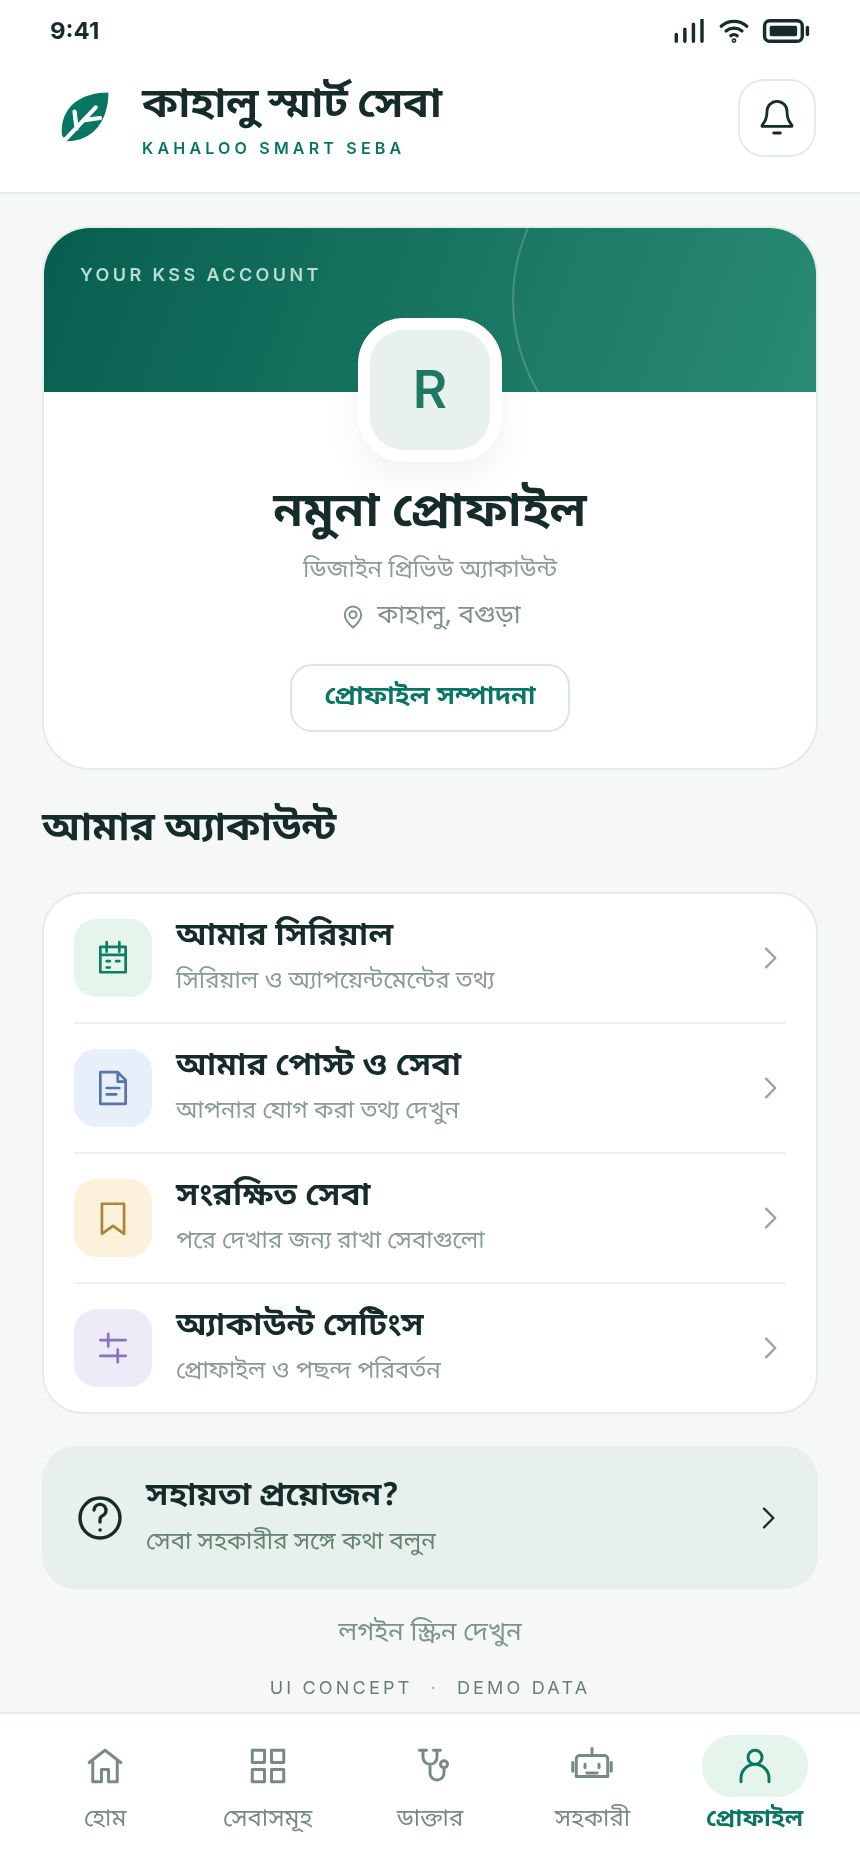 9:41
কাহালু স্মার্ট সেবা
KAHALOO SMART SEBA
YOUR KSS ACCOUNT
R
নমুনা প্রোফাইল
ডিজাইন প্রিভিউ অ্যাকাউন্ট
কাহালু, বগুড়া
প্রোফাইল সম্পাদনা
আমার অ্যাকাউন্ট
আমার সিরিয়াল
সিরিয়াল ও অ্যাপয়েন্টমেন্টের তথ্য
আমার পোস্ট ও সেবা
আপনার যোগ করা তথ্য দেখুন
সংরক্ষিত সেবা
পরে দেখার জন্য রাখা সেবাগুলো
অ্যাকাউন্ট সেটিংস
প্রোফাইল ও পছন্দ পরিবর্তন
সহায়তা প্রয়োজন?
সেবা সহকারীর সঙ্গে কথা বলুন
লগইন স্ক্রিন দেখুন
UI CONCEPT · DEMO DATA
হোম সেবাসমূহ ডাক্তার সহকারী প্রোফাইল